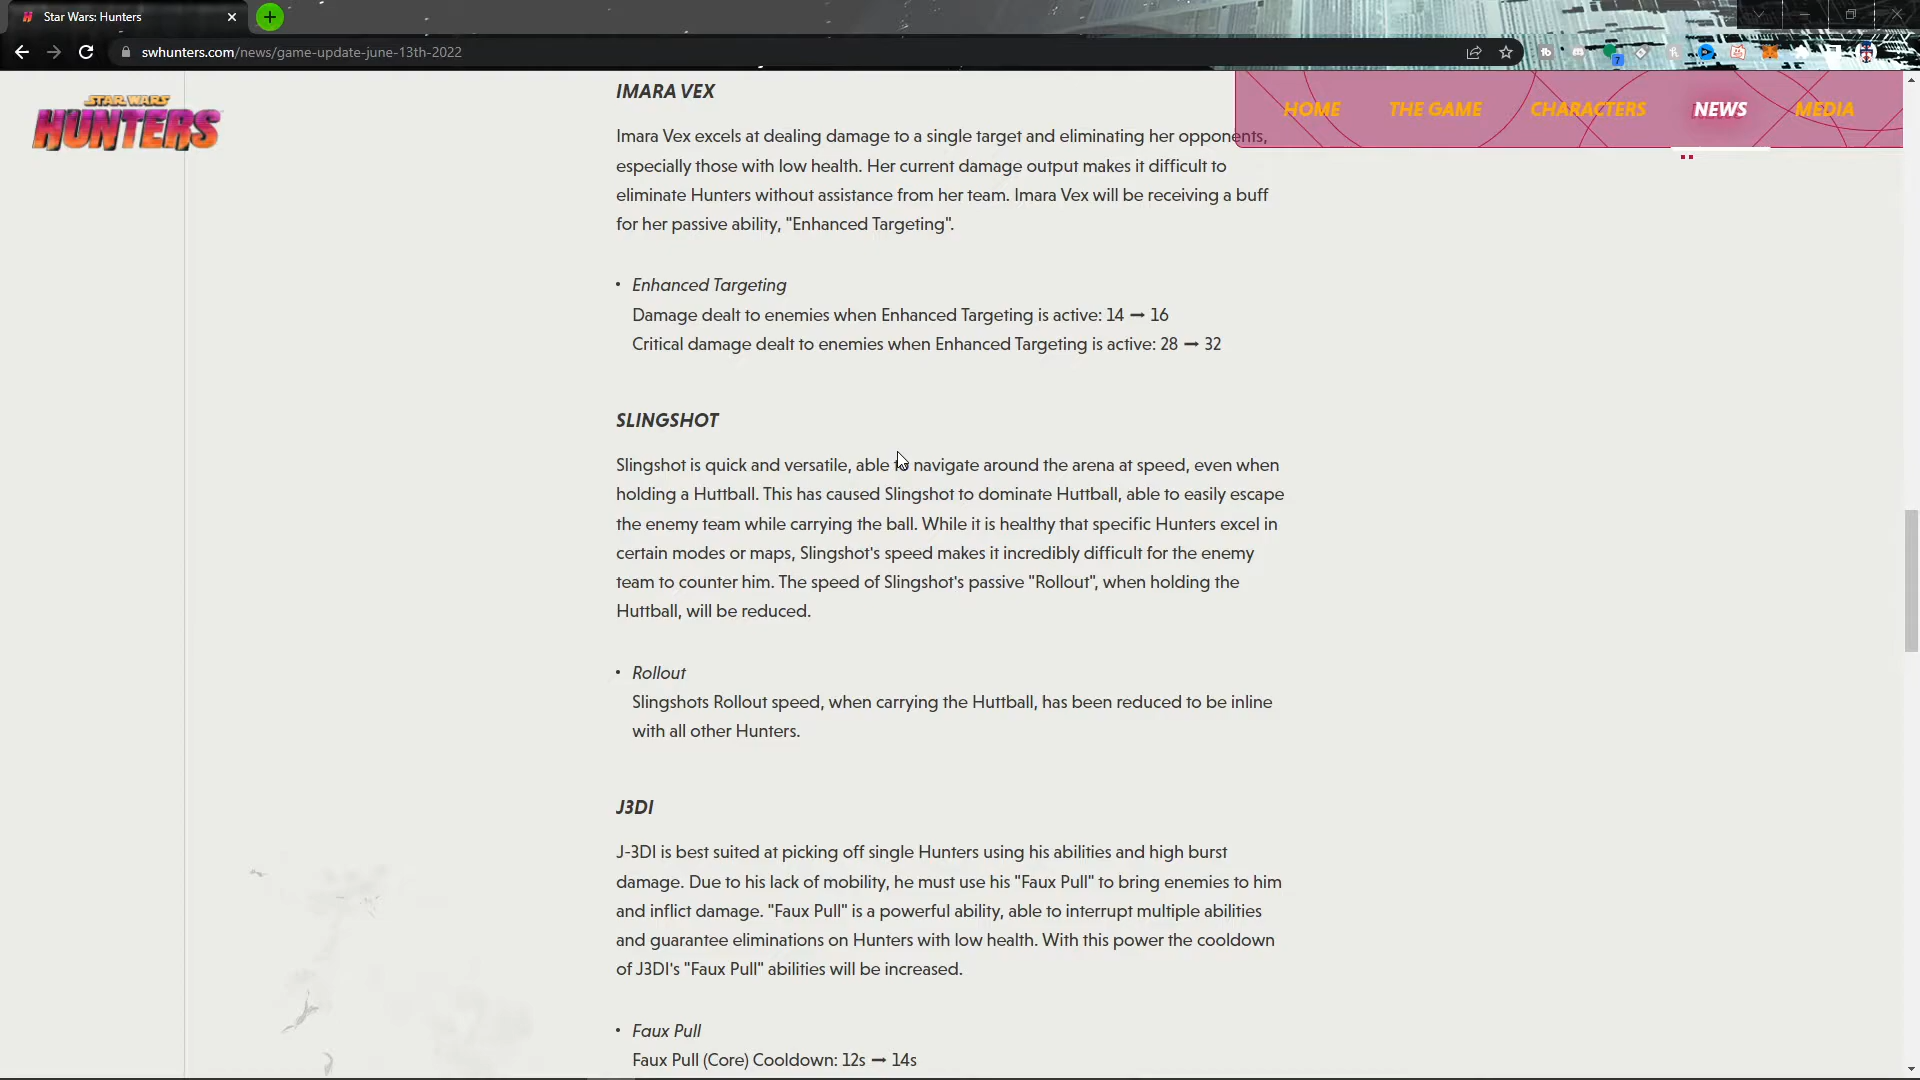 Star Wars: Hunters
swhunters.com/news/game-update-june-13th-2022
7
STAR WARS
HUNTERS
HOME
THE GAME
CHARACTERS
NEWS
MEDIA
IMARA VEX
Imara Vex excels at dealing damage to a single target and eliminating her opponents,
especially those with low health. Her current damage output makes it difficult to
eliminate Hunters without assistance from her team. Imara Vex will be receiving a buff
for her passive ability, "Enhanced Targeting".
• Enhanced Targeting
Damage dealt to enemies when Enhanced Targeting is active: 14 ➞ 16
Critical damage dealt to enemies when Enhanced Targeting is active: 28 ➞ 32
SLINGSHOT
Slingshot is quick and versatile, able to navigate around the arena at speed, even when
holding a Huttball. This has caused Slingshot to dominate Huttball, able to easily escape
the enemy team while carrying the ball. While it is healthy that specific Hunters excel in
certain modes or maps, Slingshot's speed makes it incredibly difficult for the enemy
team to counter him. The speed of Slingshot's passive "Rollout", when holding the
Huttball, will be reduced.
• Rollout
Slingshots Rollout speed, when carrying the Huttball, has been reduced to be inline
with all other Hunters.
J3DI
J-3DI is best suited at picking off single Hunters using his abilities and high burst
damage. Due to his lack of mobility, he must use his "Faux Pull" to bring enemies to him
and inflict damage. "Faux Pull" is a powerful ability, able to interrupt multiple abilities
and guarantee eliminations on Hunters with low health. With this power the cooldown
of J3DI's "Faux Pull" abilities will be increased.
• Faux Pull
Faux Pull (Core) Cooldown: 12s ➞ 14s